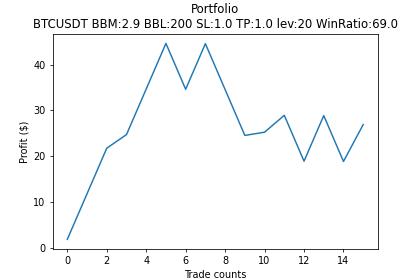 Portfolio
BTCUSDT BBM:2.9 BBL:200 SL:1.0 TP:1.0 lev:20 WinRatio:69.0
40
30
20
10
0
Profit ($)
0 2 4 6 8 10 12 14
Trade counts